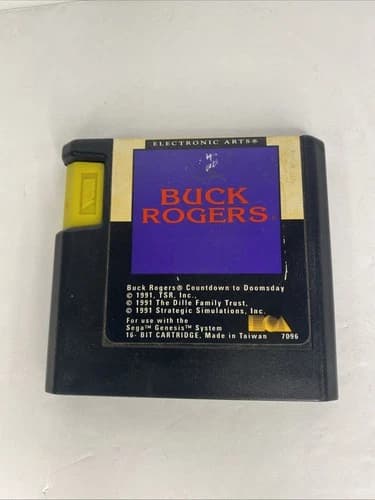 ELECTRONIC ARTS®
BUCK
ROGERS
Buck Rogers® Countdown to Doomsday
© 1991, TSR, Inc.,
© 1991 The Dille Family Trust,
© 1991 Strategic Simulations, Inc.
For use with the
Sega™ Genesis™ System
16- BIT CARTRIDGE, Made in Taiwan
7096
EA